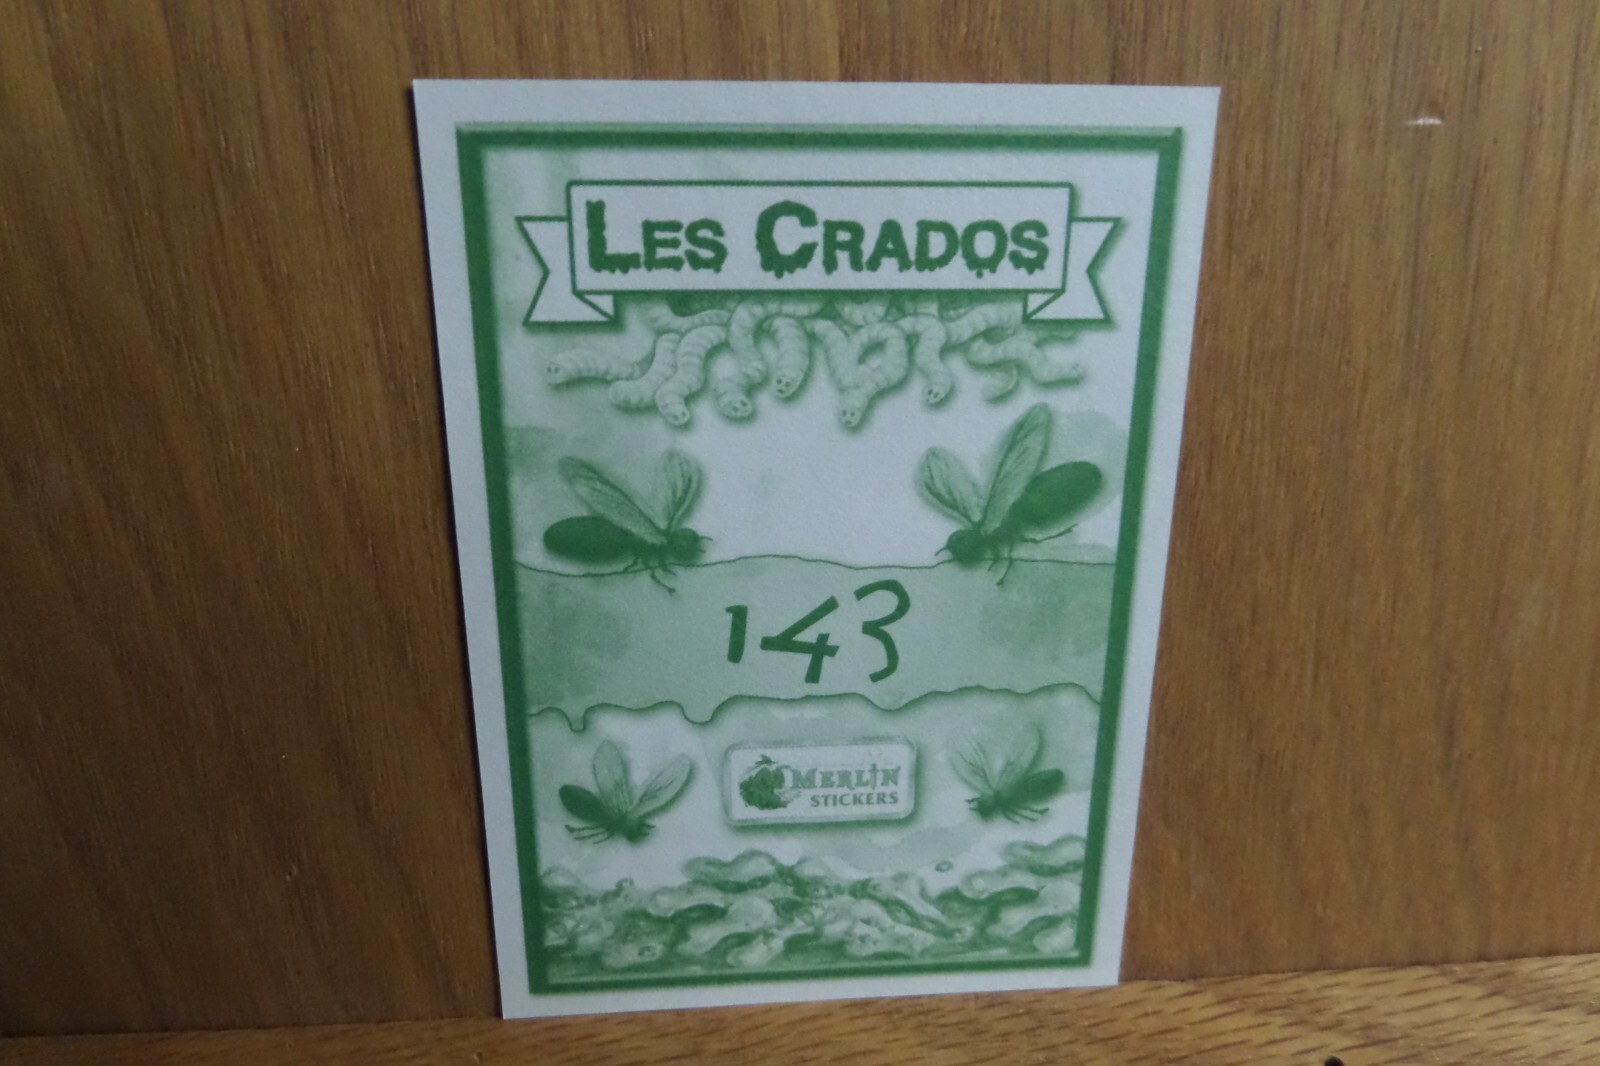 LES CRADOS
143
MERLIN
STICKERS